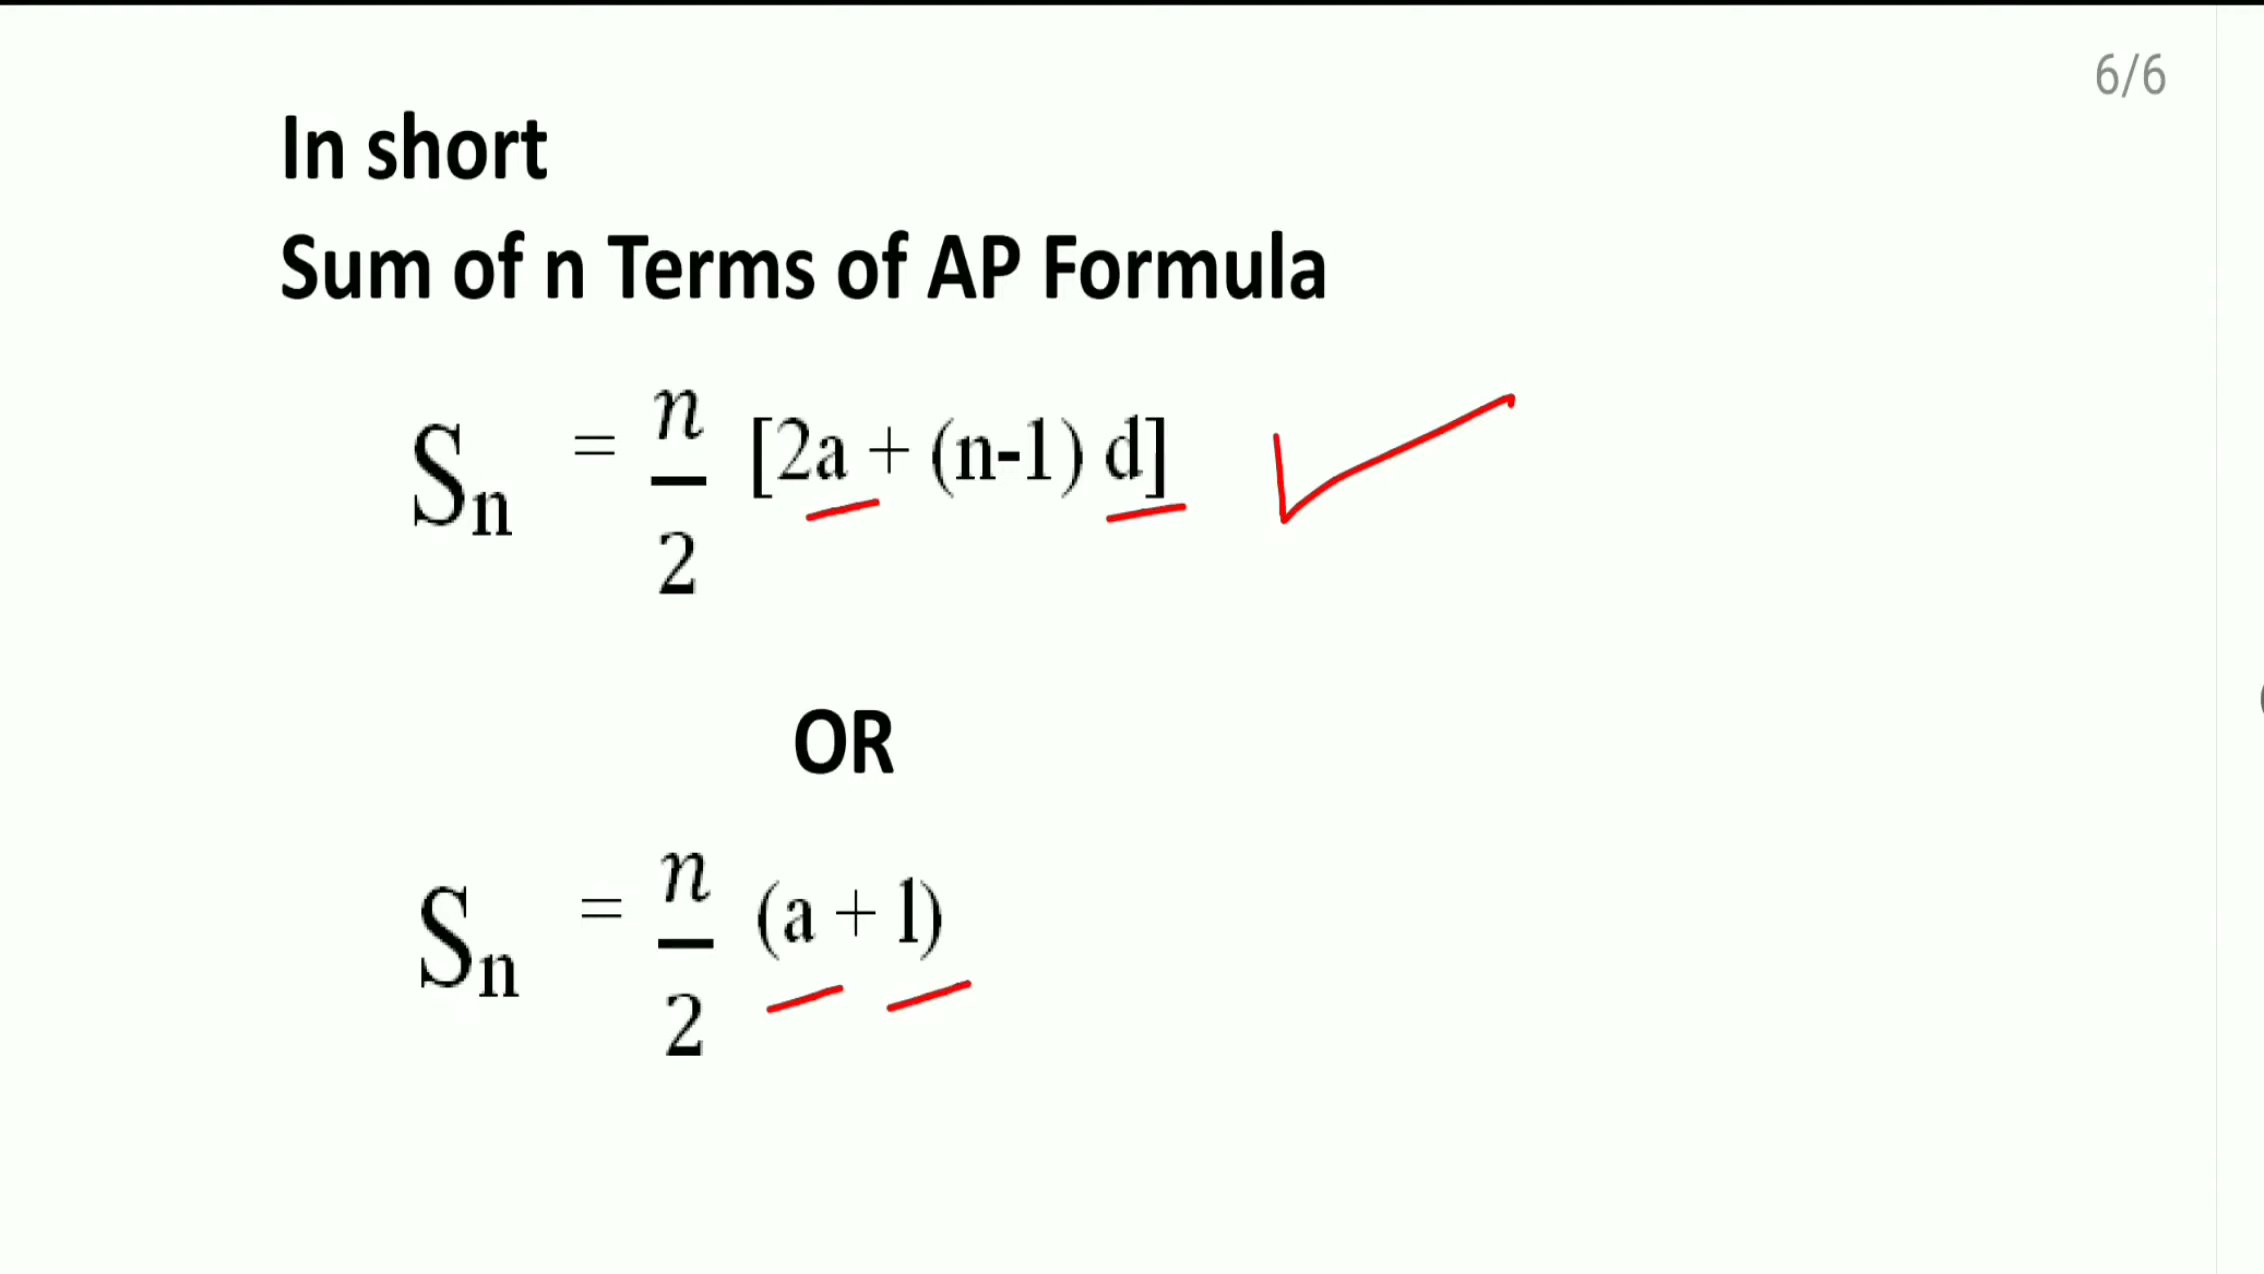 6/6
In short
Sum of n Terms of AP Formula
Sn = n/2 [2a + (n-1) d]
OR
Sn = n/2 (a + l)